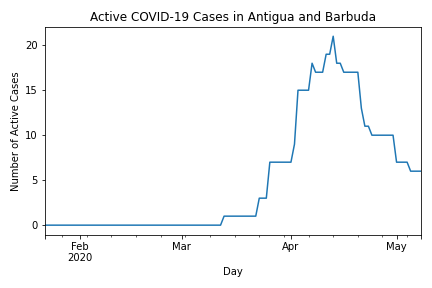 Active COVID-19 Cases in Antigua and Barbuda
20
15
10
5
0
Number of Active Cases
Feb
2020
Mar
Apr
May
Day